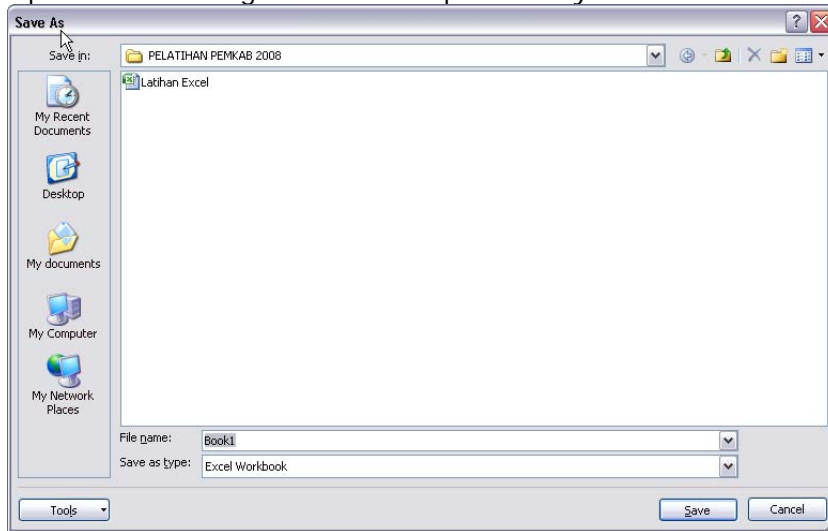 Save As
Save in:
PELATIHAN PEMKAB 2008
Latihan Excel
My Recent
Documents
Desktop
My documents
My Computer
My Network
Places
File name:
Book1
Save as type:
Excel Workbook
Tools
Save
Cancel